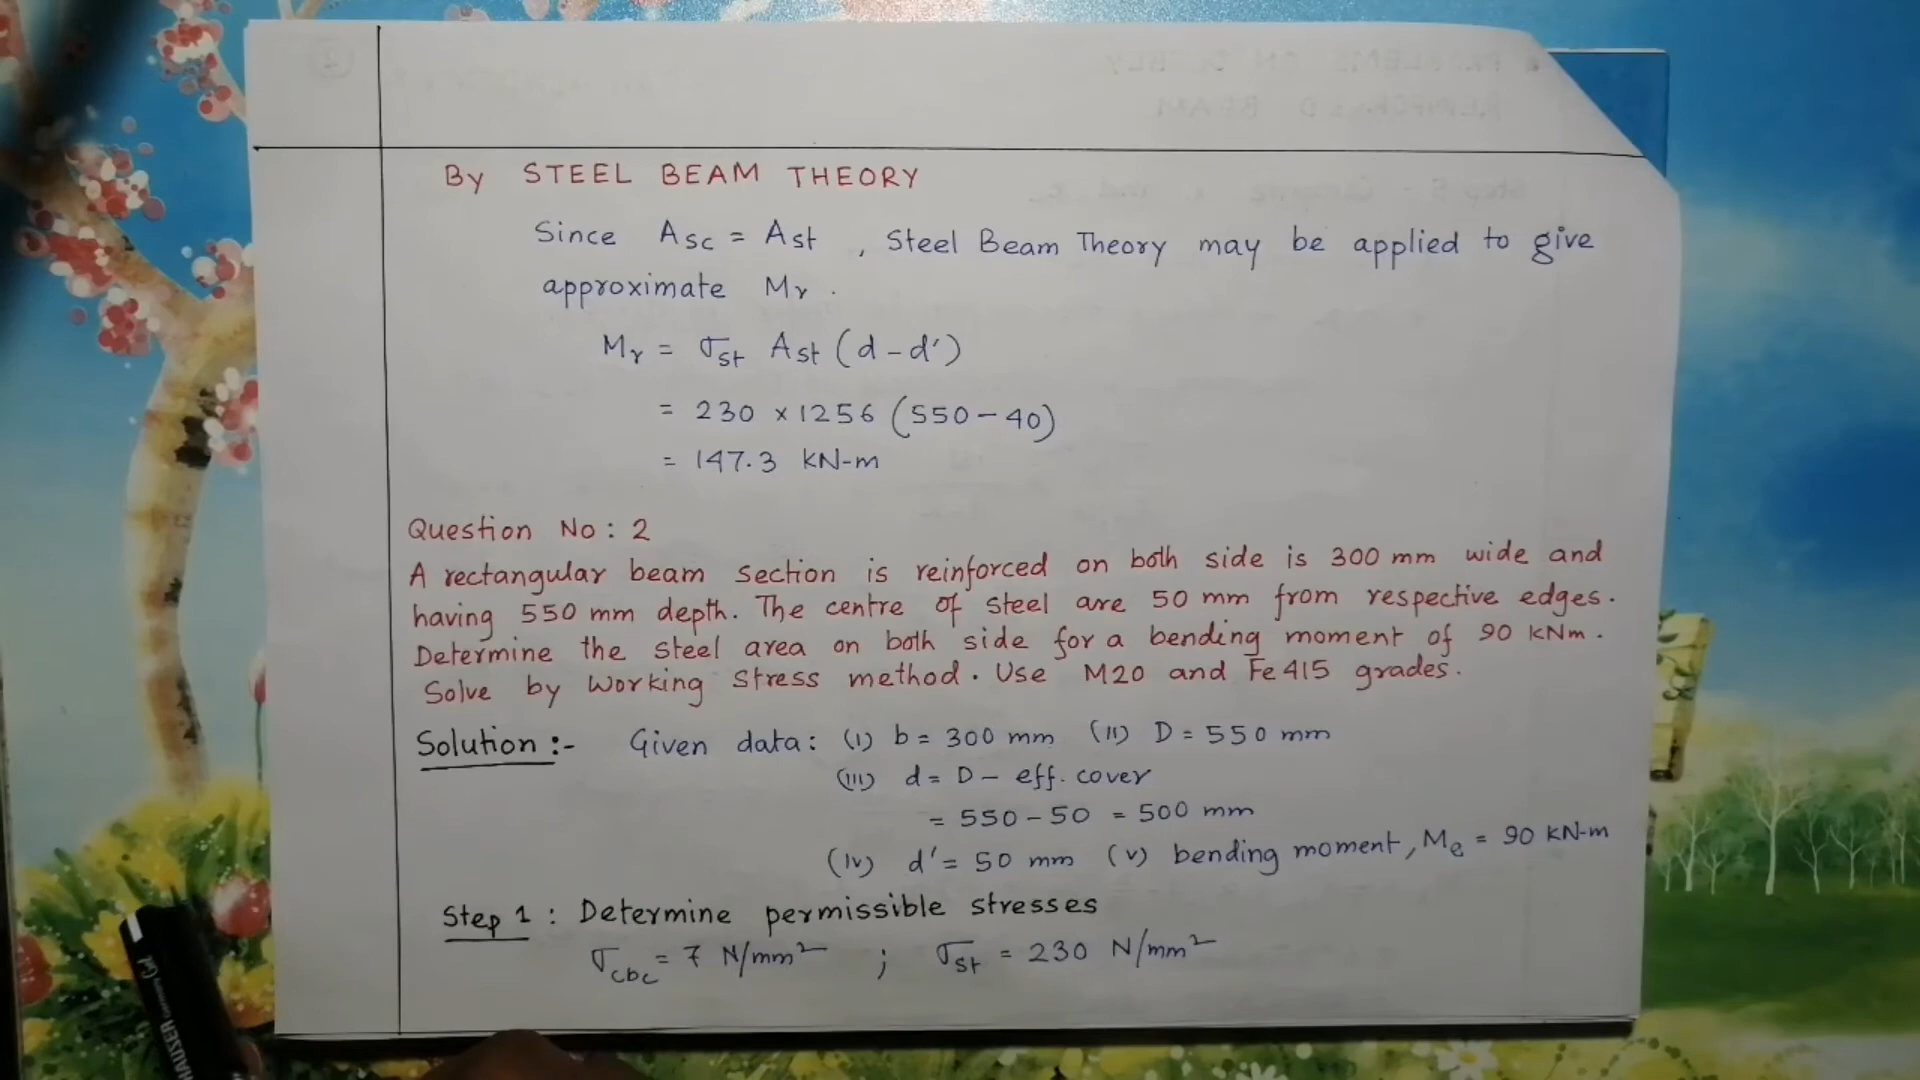 By STEEL BEAM THEORY
Since Asc = Ast , Steel Beam Theory may be applied to give
approximate Mr .
Mr = σst Ast (d - d')
= 230 × 1256 (550 - 40)
= 147.3 kN-m
Question No : 2
A rectangular beam section is reinforced on both side is 300 mm wide and
having 550 mm depth. The centre of steel are 50 mm from respective edges.
Determine the steel area on both side for a bending moment of 90 kNm.
Solve by Working Stress method. Use M20 and Fe 415 grades.
Solution :- Given data : (i) b = 300 mm (ii) D = 550 mm
(iii) d = D - eff. cover
= 550 - 50 = 500 mm
(iv) d' = 50 mm (v) bending moment, Me = 90 kN-m
Step 1 : Determine permissible stresses
σcbc = 7 N/mm² ; σst = 230 N/mm²
HAUSER